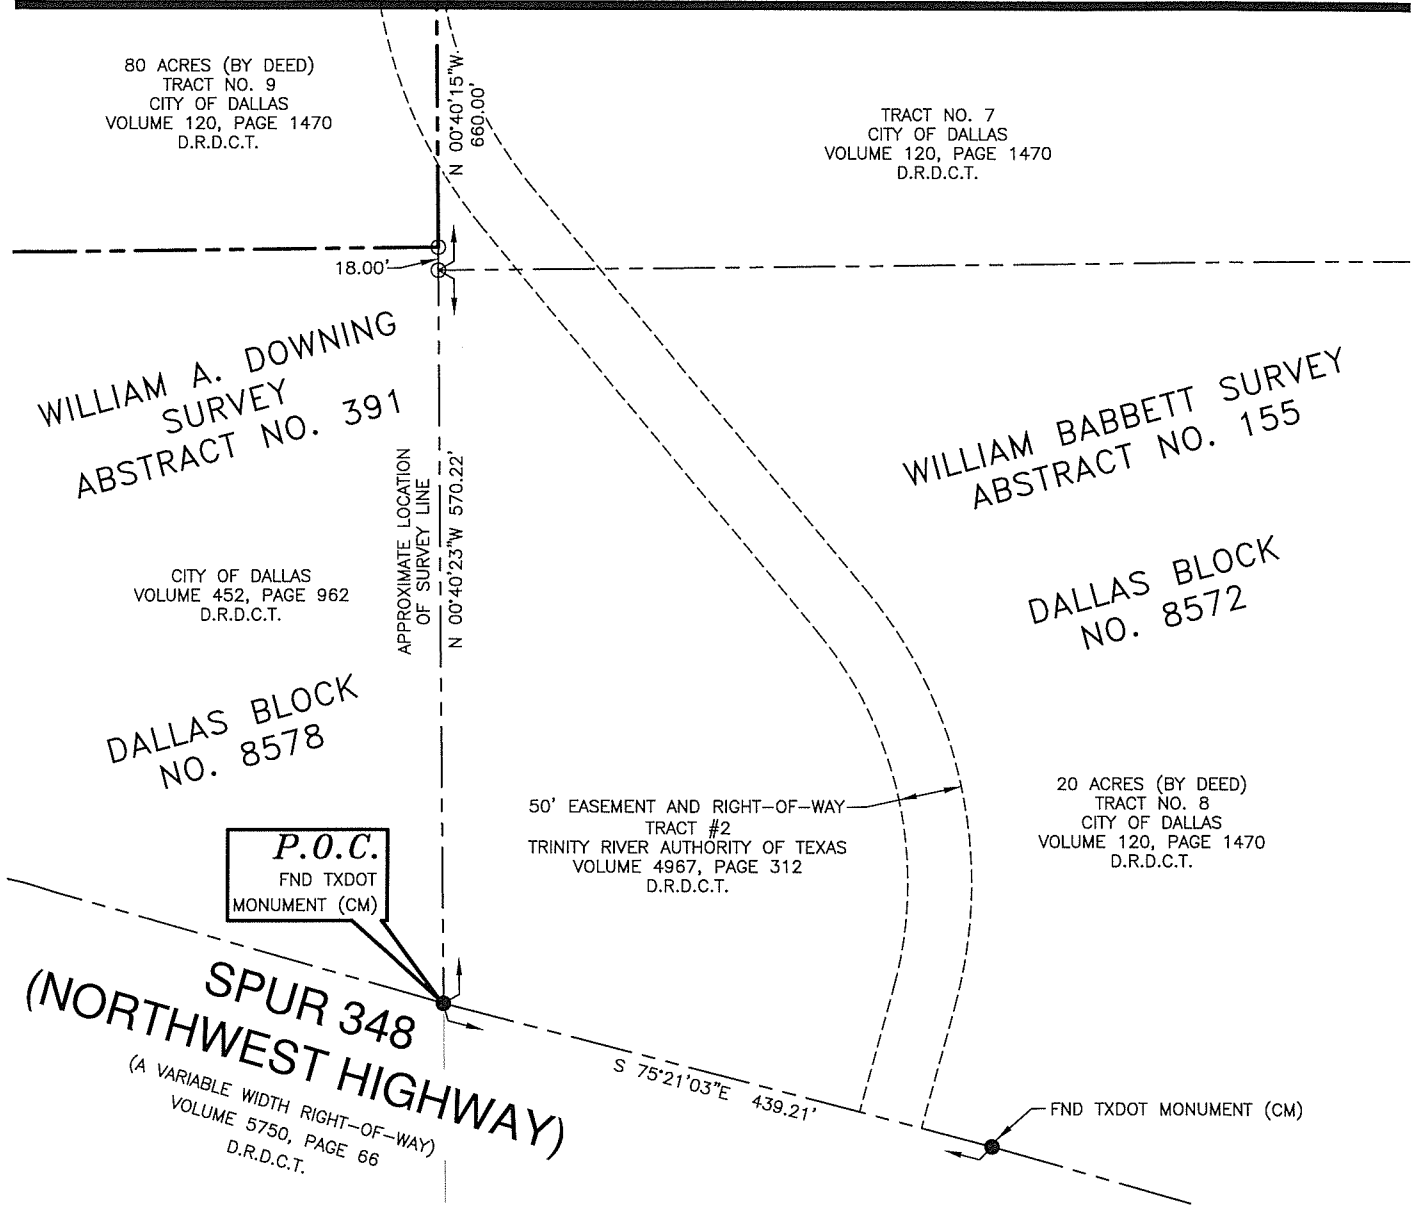 80 ACRES (BY DEED)
TRACT NO. 9
CITY OF DALLAS
VOLUME 120, PAGE 1470
D.R.D.C.T.
N 00°40'15"W
660.00'
TRACT NO. 7
CITY OF DALLAS
VOLUME 120, PAGE 1470
D.R.D.C.T.
18.00'
WILLIAM A. DOWNING
SURVEY
ABSTRACT NO. 391
WILLIAM BABBETT SURVEY
ABSTRACT NO. 155
APPROXIMATE LOCATION
OF SURVEY LINE
N 00°40'23"W 570.22'
CITY OF DALLAS
VOLUME 452, PAGE 962
D.R.D.C.T.
DALLAS BLOCK
NO. 8572
DALLAS BLOCK
NO. 8578
50' EASEMENT AND RIGHT-OF-WAY
TRACT #2
TRINITY RIVER AUTHORITY OF TEXAS
VOLUME 4967, PAGE 312
D.R.D.C.T.
20 ACRES (BY DEED)
TRACT NO. 8
CITY OF DALLAS
VOLUME 120, PAGE 1470
D.R.D.C.T.
P.O.C.
FND TXDOT
MONUMENT (CM)
SPUR 348
(NORTHWEST HIGHWAY)
(A VARIABLE WIDTH RIGHT-OF-WAY)
VOLUME 5750, PAGE 66
D.R.D.C.T.
S 75°21'03"E 439.21'
FND TXDOT MONUMENT (CM)